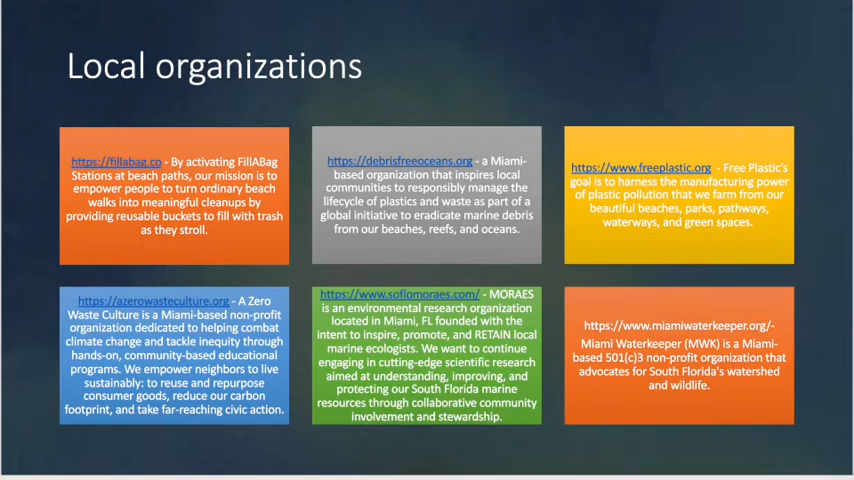 Local organizations
https://fillabag.co - By activating FillABag
Stations at beach paths, our mission is to
empower people to turn ordinary beach
walks into meaningful cleanups by
providing reusable buckets to fill with trash
as they stroll.
https://debrisfreeoceans.org - a Miami-
based organization that inspires local
communities to responsibly manage the
lifecycle of plastics and waste as part of a
global initiative to eradicate marine debris
from our beaches, reefs, and oceans.
https://www.freeplastic.org - Free Plastic's
goal is to harness the manufacturing power
of plastic pollution that we farm from our
beautiful beaches, parks, pathways,
waterways, and green spaces.
https://azerowasteculture.org - A Zero
Waste Culture is a Miami-based non-profit
organization dedicated to helping combat
climate change and tackle inequity through
hands-on, community-based educational
programs. We empower neighbors to live
sustainably: to reuse and repurpose
consumer goods, reduce our carbon
footprint, and take far-reaching civic action.
https://www.soflomoraes.com/ - MORAES
is an environmental research organization
located in Miami, FL founded with the
intent to inspire, promote, and RETAIN local
marine ecologists. We want to continue
engaging in cutting-edge scientific research
aimed at understanding, improving, and
protecting our South Florida marine
resources through collaborative community
involvement and stewardship.
https://www.miamiwaterkeeper.org/-
Miami Waterkeeper (MWK) is a Miami-
based 501(c)3 non-profit organization that
advocates for South Florida's watershed
and wildlife.